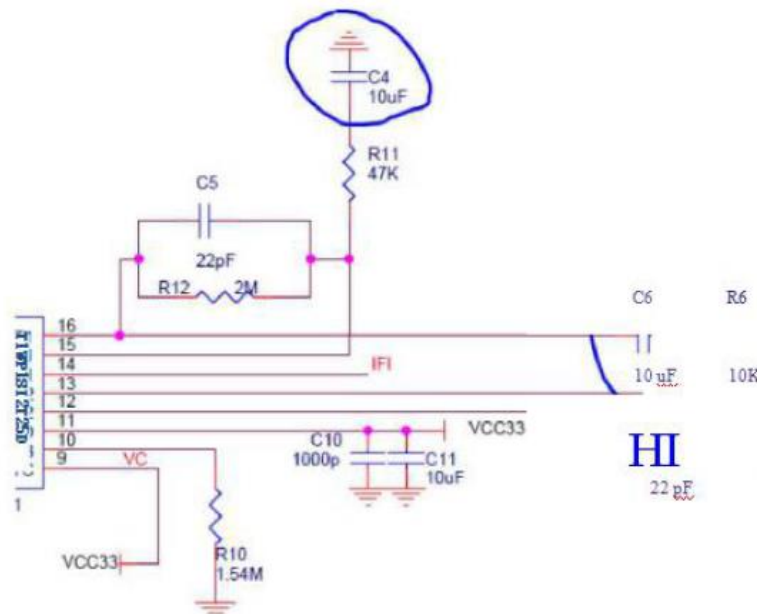 C4
10uF
R11
47K
C5
22pF
R12 2M
C6 R6
16
15
14 IFI
13
12
11
10
9
10 uF 10K
VCC33
C10
1000p
C11
10uF
VC
HI
22 pF
1
VCC33
R10
1.54M